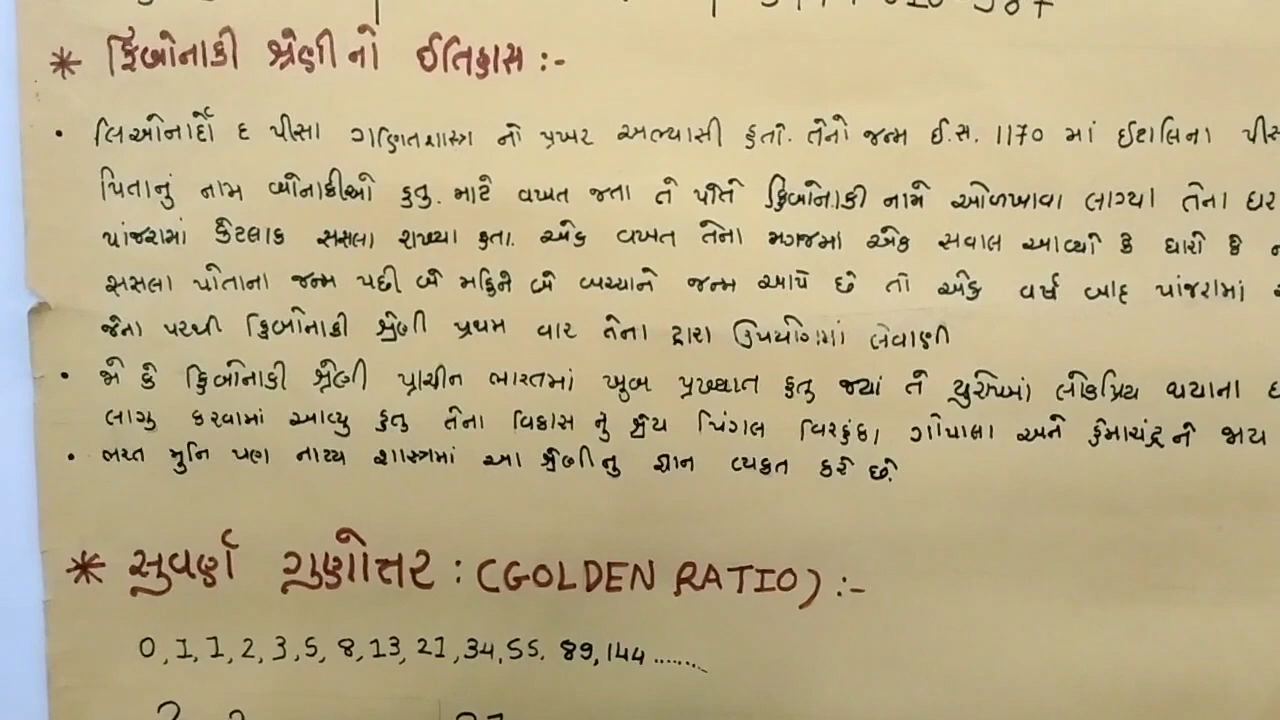 * ફિબોનાકી શ્રેણીનો ઈતિહાસ :-
• લિઓનાર્દો દ પીસા ગણિતશાસ્ત્ર નો પ્રખર અભ્યાસી હતો. તેનો જન્મ ઈ.સ. 1170 માં ઈટાલિના
પિતાનું નામ બોનાકીઓ હતુ. માટે વખત જતા તે પોતે ફિબોનાકી નામે ઓળખાવા લાગ્યા તેના ઘર
પાંજરામાં કેટલાક સસલા રાખ્યા હતા. એક વખત તેના મગજમાં એક સવાલ આવ્યો કે ધારો કે
સસલા પોતાના જન્મ પછી બે મહિને બે બચ્ચાને જન્મ આપે છે તો એક વર્ષ બાદ પાંજરામાં
જેના પરથી ફિબોનાકી શ્રેણી પ્રથમ વાર તેના દ્વારા ઉપયોગમાં લેવાણી
• જો કે ફિબોનાકી શ્રેણી પ્રાચીન ભારતમાં ખુબ પ્રખ્યાત હતુ જ્યાં તે યુરોપમાં લોકપ્રિય થયાના
લાગુ કરવામાં આવ્યુ હતુ તેના વિકાસ નું શ્રેય પિંગલ વિરહંકા, ગોપાલા અને હેમાચંદ્રને જાય
• ભરત મુનિ પણ નાટ્ય શાસ્ત્રમાં આ શ્રેણીનુ જ્ઞાન વ્યકત કરે છે.
* સુવર્ણ ગુણોત્તર : (GOLDEN RATIO) :-
0, 1, 1, 2, 3, 5, 8, 13, 21, 34, 55, 89, 144 .......